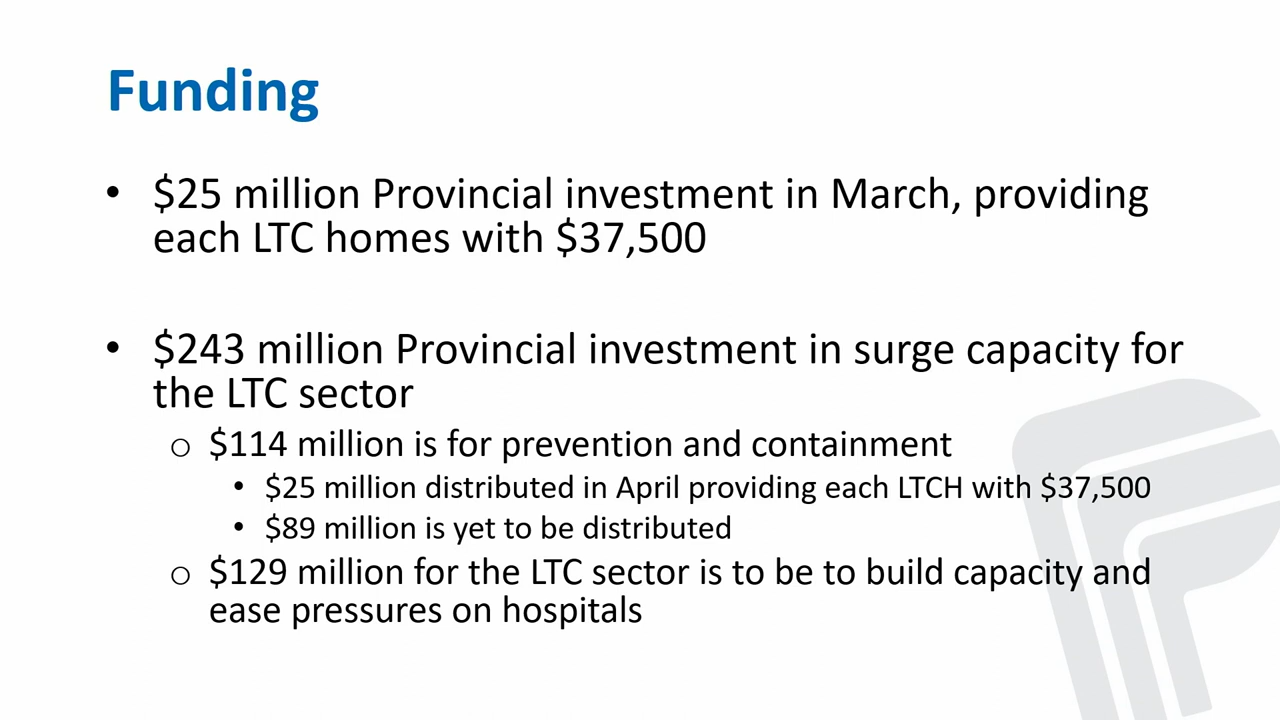 Funding
• $25 million Provincial investment in March, providing
each LTC homes with $37,500
• $243 million Provincial investment in surge capacity for
the LTC sector
o $114 million is for prevention and containment
• $25 million distributed in April providing each LTCH with $37,500
• $89 million is yet to be distributed
o $129 million for the LTC sector is to be to build capacity and
ease pressures on hospitals